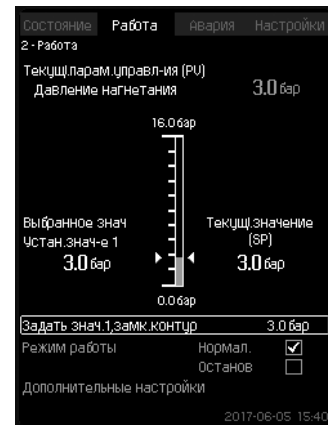 Состояние Работа Авария Настройки
2 - Работа
Текущ.парам.управл-ия (PV)
Давление нагнетания 3.0 бар
16.0 бар
Выбранное знач
Устан.знач-е 1
3.0 бар
Текущ.значение
(SP)
3.0 бар
0.0 бар
Задать знач.1,замк.контур 3.0 бар
Режим работы Нормал.
Останов
Дополнительные настройки
2017-06-05 15:40